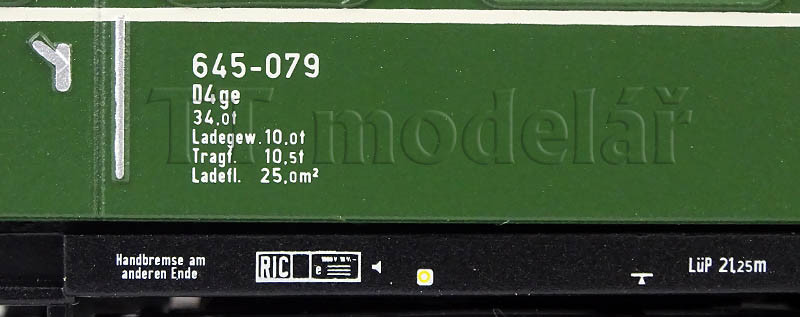 645-079
D4ge
34,0t
Ladegew. 10,0t
Tragf. 10,5t
Ladefl. 25,0m²
TT modelář
Handbremse am
anderen Ende
RIC
e
LüP 21,25m